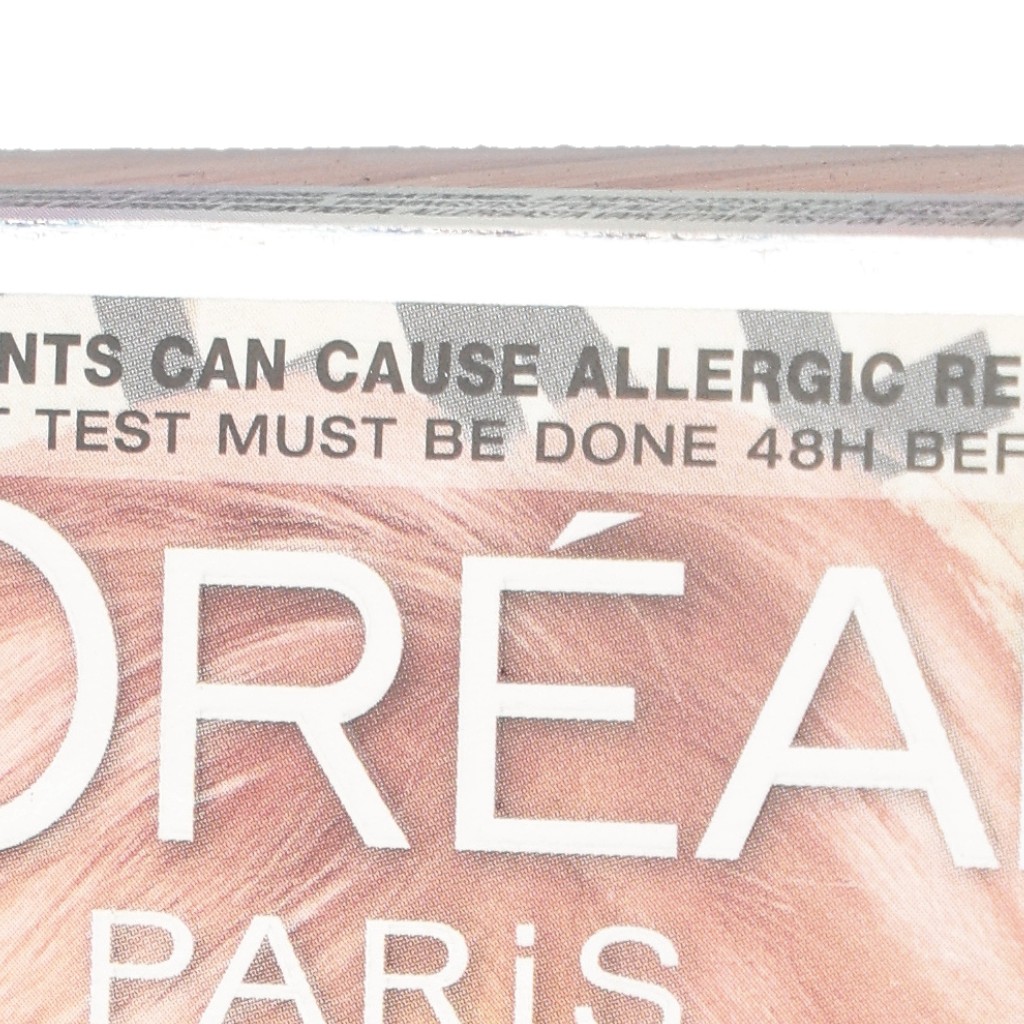 NTS CAN CAUSE ALLERGIC RE
T TEST MUST BE DONE 48H BEF
ORÉA
PARiS